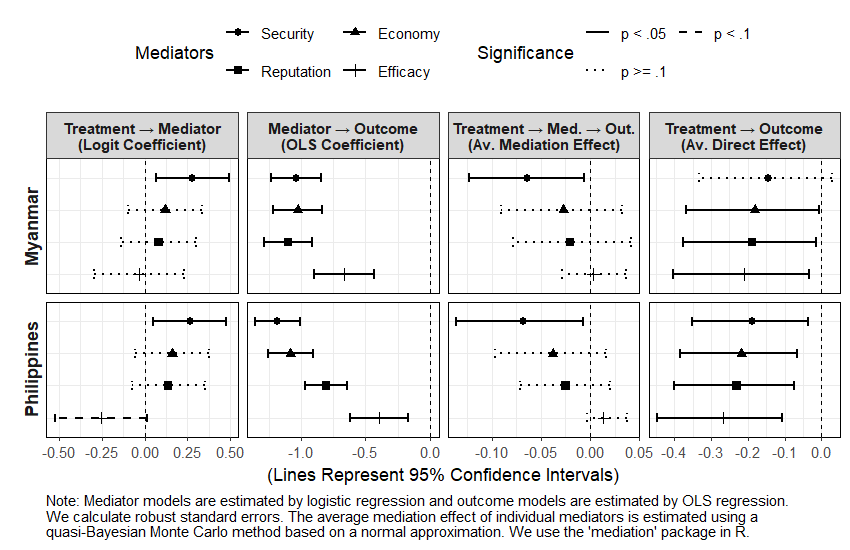 Mediators
Security
Economy
Reputation
Efficacy
Significance
p < .05
p < .1
p >= .1
Treatment → Mediator
(Logit Coefficient)
Mediator → Outcome
(OLS Coefficient)
Treatment → Med. → Out.
(Av. Mediation Effect)
Treatment → Outcome
(Av. Direct Effect)
Myanmar
Philippines
-0.50 -0.25 0.00 0.25 0.50
-1.0 -0.5 0.0
-0.10 -0.05 0.00 0.05
-0.4 -0.3 -0.2 -0.1 0.0
(Lines Represent 95% Confidence Intervals)
Note: Mediator models are estimated by logistic regression and outcome models are estimated by OLS regression.
We calculate robust standard errors. The average mediation effect of individual mediators is estimated using a
quasi-Bayesian Monte Carlo method based on a normal approximation. We use the 'mediation' package in R.